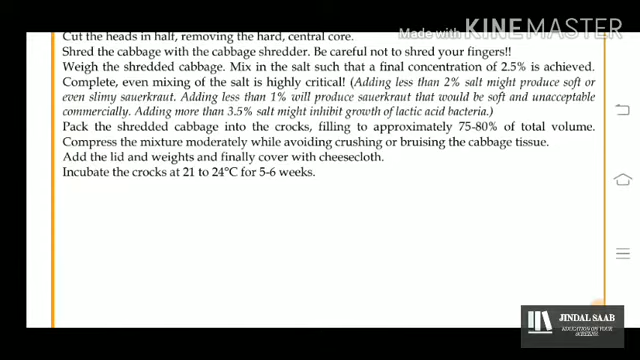 Cut the heads in half, removing the hard, central core.
Made with KINEMASTER
Shred the cabbage with the cabbage shredder. Be careful not to shred your fingers!!
Weigh the shredded cabbage. Mix in the salt such that a final concentration of 2.5% is achieved.
Complete, even mixing of the salt is highly critical! (Adding less than 2% salt might produce soft or
even slimy sauerkraut. Adding less than 1% will produce sauerkraut that would be soft and unacceptable
commercially. Adding more than 3.5% salt might inhibit growth of lactic acid bacteria.)
Pack the shredded cabbage into the crocks, filling to approximately 75-80% of total volume.
Compress the mixture moderately while avoiding crushing or bruising the cabbage tissue.
Add the lid and weights and finally cover with cheesecloth.
Incubate the crocks at 21 to 24°C for 5-6 weeks.
JINDAL SAAB
EDUCATION ON YOUR
SCREENS